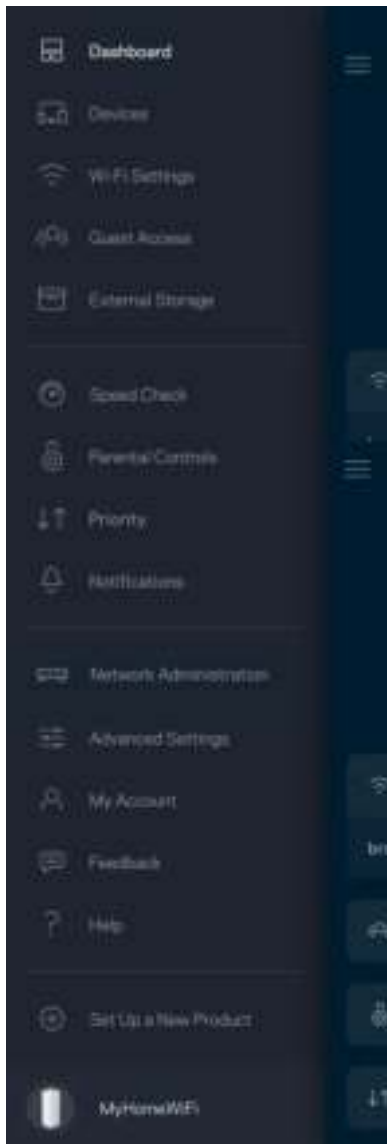 Dashboard
Devices
Wi-Fi Settings
Guest Access
External Storage
Speed Check
Parental Controls
Priority
Notifications
Network Administration
Advanced Settings
My Account
Feedback
Help
Set Up a New Product
MyHomeWiFi